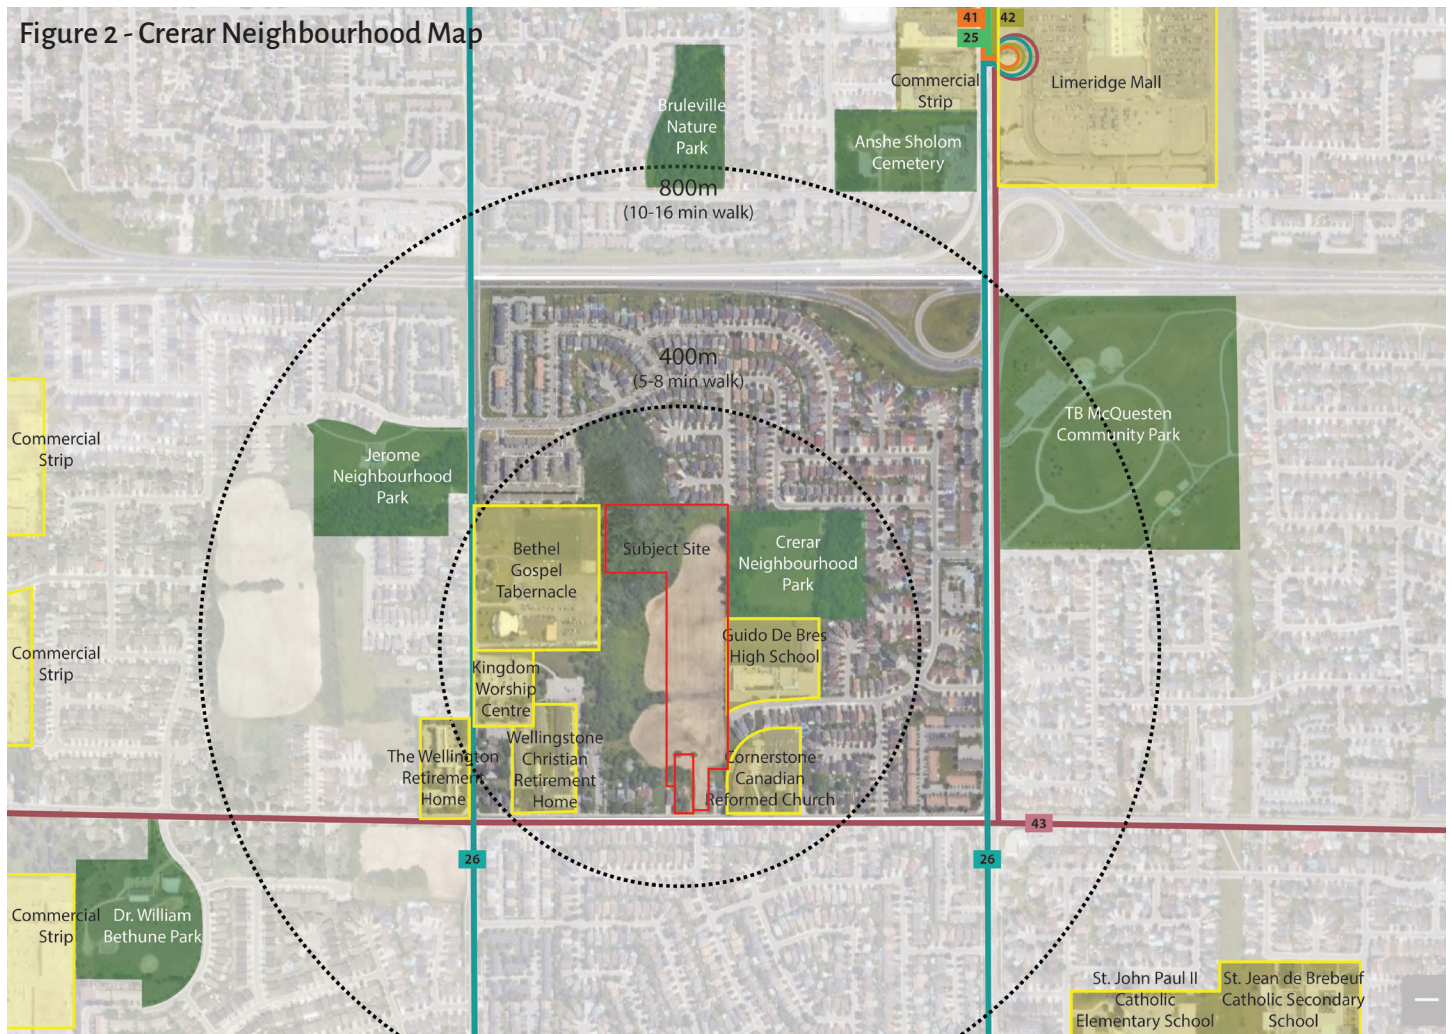 Figure 2 - Crerar Neighbourhood Map
41
42
25
Commercial
Strip
Limeridge Mall
Bruleville
Nature
Park
Anshe Sholom
Cemetery
800m
(10-16 min walk)
400m
(5-8 min walk)
TB McQuesten
Community Park
Commercial
Strip
Jerome
Neighbourhood
Park
Bethel
Gospel
Tabernacle
Subject Site
Crerar
Neighbourhood
Park
Guido De Bres
High School
Commercial
Strip
Kingdom
Worship
Centre
The Wellington
Retirement
Home
Wellingstone
Christian
Retirement
Home
Cornerstone
Canadian
Reformed Church
43
26
26
Commercial
Strip
Dr. William
Bethune Park
St. John Paul II
Catholic
Elementary School
St. Jean de Brebeuf
Catholic Secondary
School